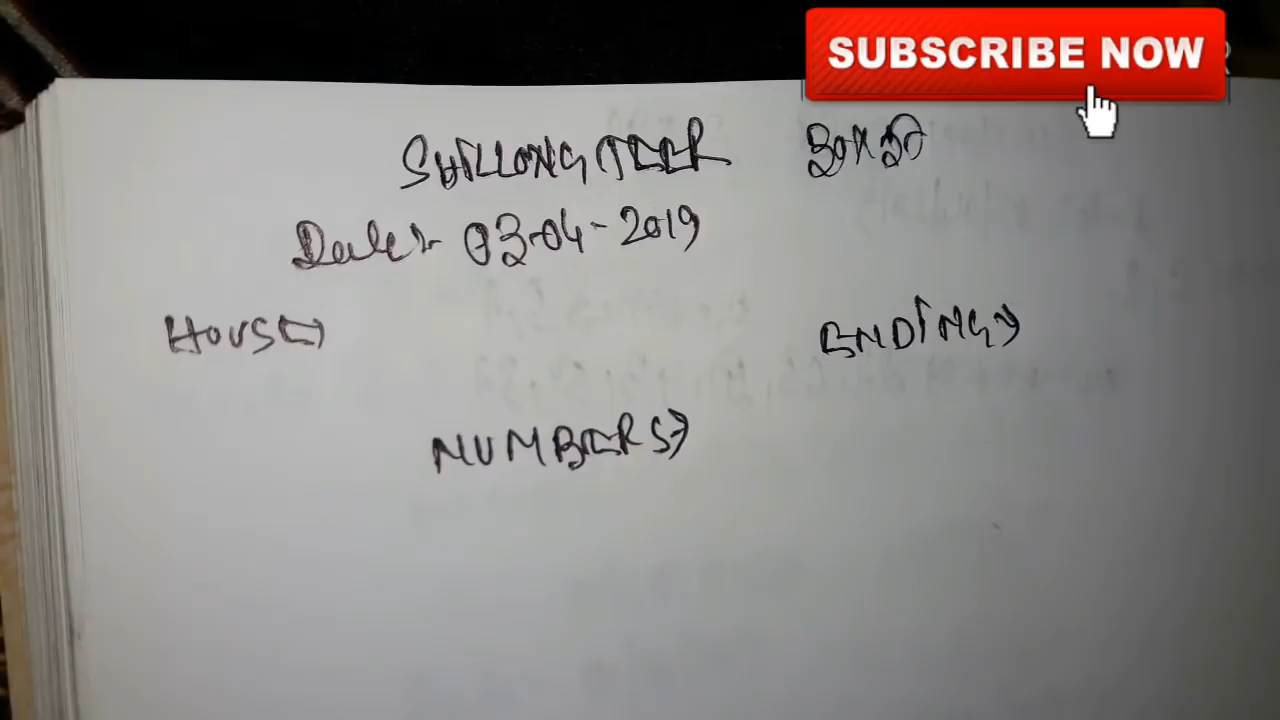 SUBSCRIBE NOW
SHILLONG TEER
Date:- 03-04-2019
HOUSE→ ENDING→
NUMBERS→